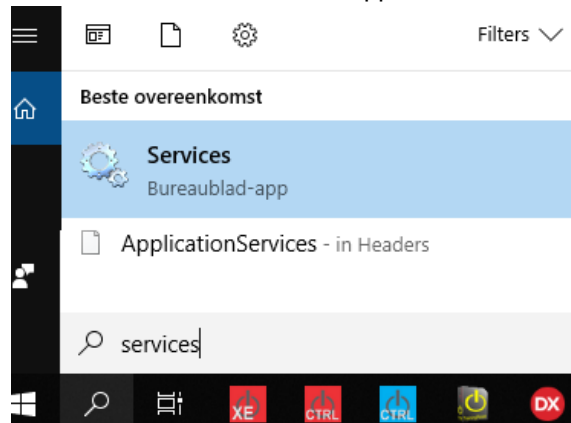 Filters
Beste overeenkomst
Services
Bureaublad-app
ApplicationServices - in Headers
services
XE CTRL CTRL DX